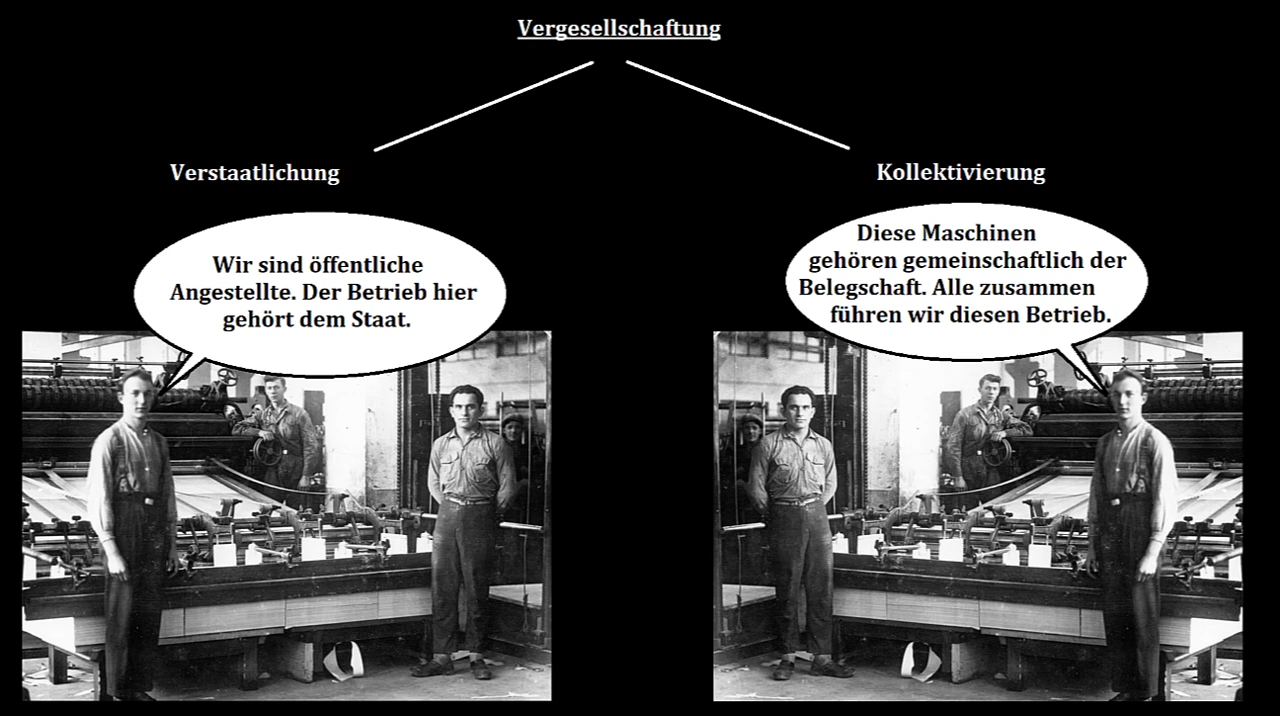 Vergesellschaftung
Verstaatlichung
Kollektivierung
Wir sind öffentliche
Angestellte. Der Betrieb hier
gehört dem Staat.
Diese Maschinen
gehören gemeinschaftlich der
Belegschaft. Alle zusammen
führen wir diesen Betrieb.